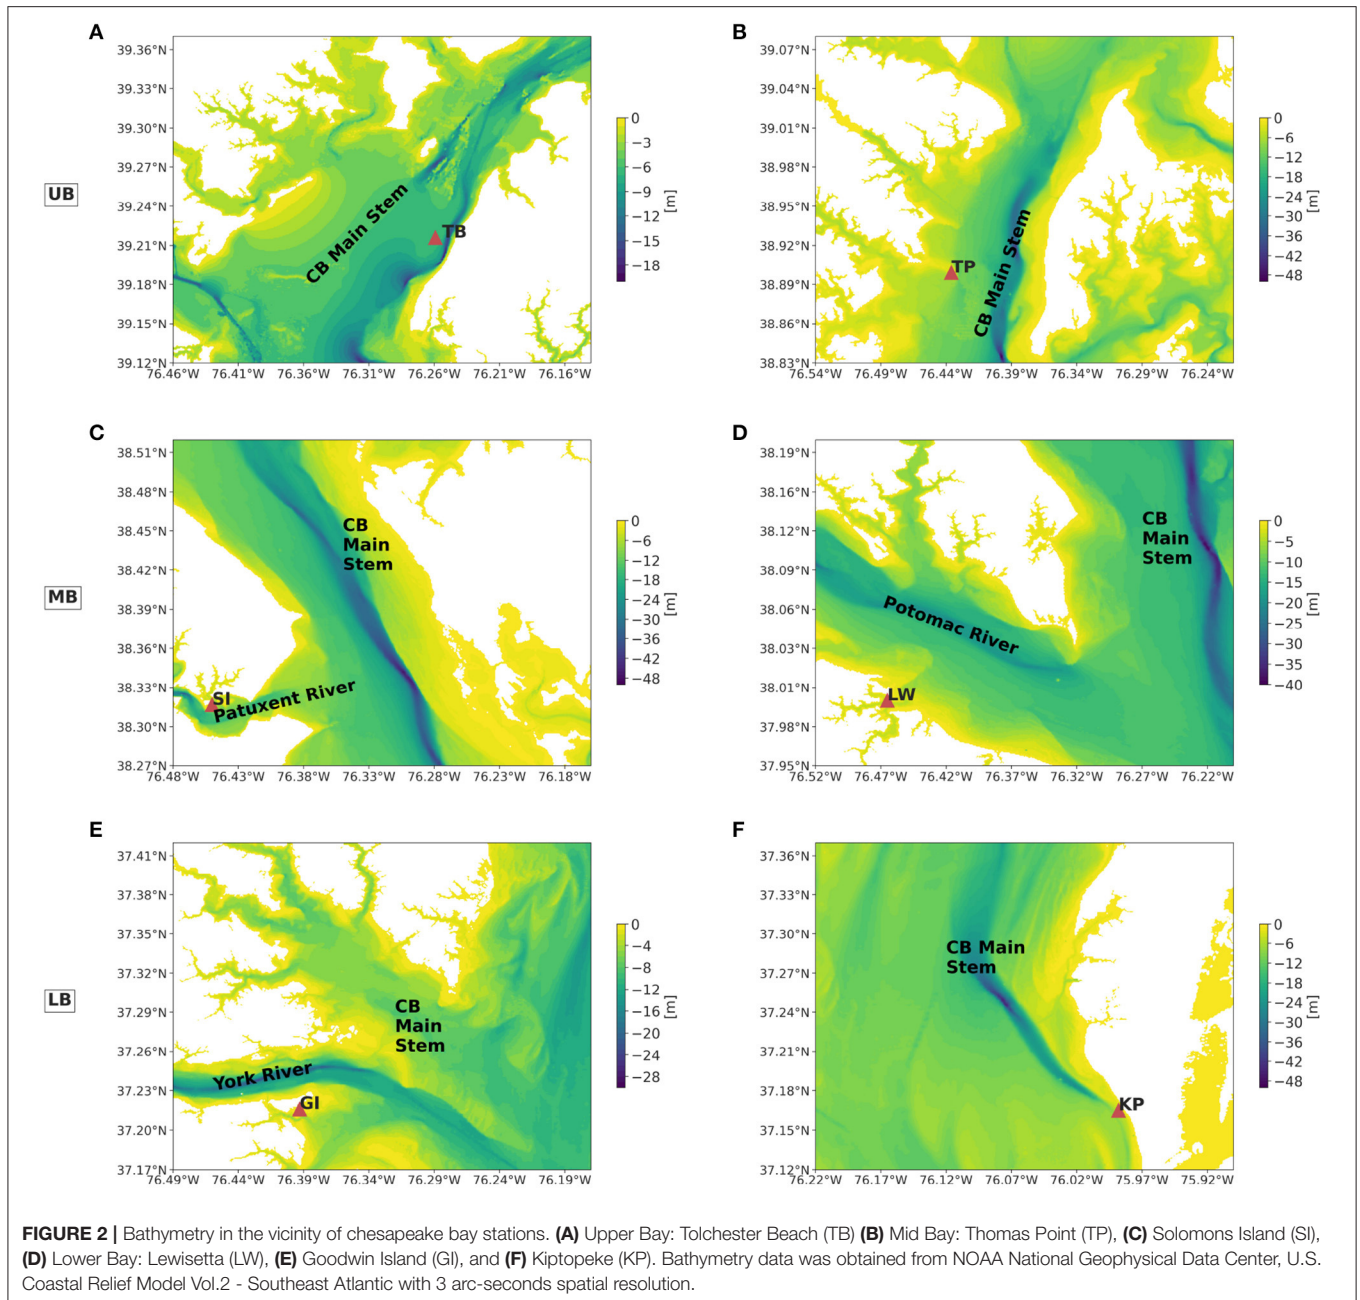 A
39.36°N
39.33°N
39.30°N
39.27°N
39.24°N
39.21°N
39.18°N
39.15°N
39.12°N
76.46°W 76.41°W 76.36°W 76.31°W 76.26°W 76.21°W 76.16°W
CB Main Stem
TB
0
−3
−6
−9
−12
−15
−18
[m]
UB
B
39.07°N
39.04°N
39.01°N
38.98°N
38.95°N
38.92°N
38.89°N
38.86°N
38.83°N
76.54°W 76.49°W 76.44°W 76.39°W 76.34°W 76.29°W 76.24°W
TP
CB Main Stem
0
−6
−12
−18
−24
−30
−36
−42
−48
[m]
C
38.51°N
38.48°N
38.45°N
38.42°N
38.39°N
38.36°N
38.33°N
38.30°N
38.27°N
76.48°W 76.43°W 76.38°W 76.33°W 76.28°W 76.23°W 76.18°W
CB
Main
Stem
SI
Patuxent River
0
−6
−12
−18
−24
−30
−36
−42
−48
[m]
MB
D
38.19°N
38.16°N
38.12°N
38.09°N
38.06°N
38.03°N
38.01°N
37.98°N
37.95°N
76.52°W 76.47°W 76.42°W 76.37°W 76.32°W 76.27°W 76.22°W
CB
Main
Stem
Potomac River
LW
0
−5
−10
−15
−20
−25
−30
−35
−40
[m]
E
37.41°N
37.38°N
37.35°N
37.32°N
37.29°N
37.26°N
37.23°N
37.20°N
37.17°N
76.49°W 76.44°W 76.39°W 76.34°W 76.29°W 76.24°W 76.19°W
CB
Main
Stem
York River
GI
0
−4
−8
−12
−16
−20
−24
−28
[m]
LB
F
37.36°N
37.33°N
37.30°N
37.27°N
37.24°N
37.21°N
37.18°N
37.15°N
37.12°N
76.22°W 76.17°W 76.12°W 76.07°W 76.02°W 75.97°W 75.92°W
CB Main
Stem
KP
0
−6
−12
−18
−24
−30
−36
−42
−48
[m]
FIGURE 2 | Bathymetry in the vicinity of chesapeake bay stations. (A) Upper Bay: Tolchester Beach (TB) (B) Mid Bay: Thomas Point (TP), (C) Solomons Island (SI),
(D) Lower Bay: Lewisetta (LW), (E) Goodwin Island (GI), and (F) Kiptopeke (KP). Bathymetry data was obtained from NOAA National Geophysical Data Center, U.S.
Coastal Relief Model Vol.2 - Southeast Atlantic with 3 arc-seconds spatial resolution.